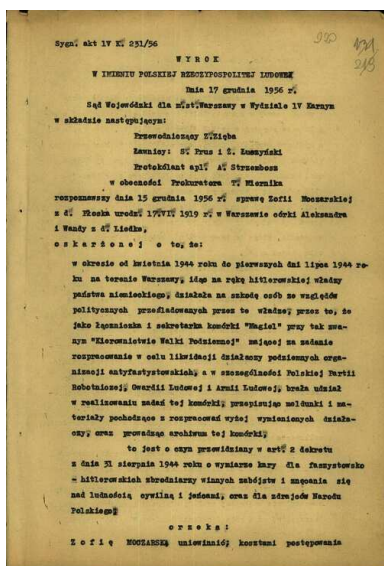 Sygn. akt IV K. 231/56
W Y R O K
W IMIENIU POLSKIEJ RZECZYPOSPOLITEJ LUDOWEJ
Dnia 17 grudnia 1956 r.
Sąd Wojewódzki dla m.st.Warszawy w Wydziale IV Karnym
w składzie następującym:
Przewodniczący Z.Zięba
Ławnicy: S. Prus i Ż. Łuszyński
Protokólant apl. A. Strzembosz
w obecności Prokuratora T. Miernika
rozpoznawszy dnia 15 grudnia 1956 r. sprawę Zofii Moczarskiej
z d. Płoska urodz. 17.VI. 1919 r. w Warszawie córki Aleksandra
i Wandy z d. Liedke,
o s k a r ż o n e j o to, że:
w okresie od kwietnia 1944 roku do pierwszych dni lipca 1944 ro-
ku na terenie Warszawy, idąc na rękę hitlerowskiej władzy
państwa niemieckiego, działała na szkodę osób ze względów
politycznych prześladowanych przez te władze, przez to, że
jako łączniczka i sekretarka komórki "Magiel" przy tak zwa-
nym "Kierownictwie Walki Podziemnej" mającej za zadanie
rozpracowanie w celu likwidacji działaczy podziemnych orga-
nizacji antyfaszystowskich, a w szczególności Polskiej Partii
Robotniczej, Gwardii Ludowej i Armii Ludowej, brała udział
w realizowaniu zadań tej komórki, przepisując meldunki i ma-
teriały pochodzące z rozpracowań wyżej wymienionych działa-
czy, oraz prowadząc archiwum tej komórki,
to jest o czyn przewidziany w art. 2 dekretu
z dnia 31 sierpnia 1944 roku o wymiarze kary dla faszystowsko
- hitlerowskich zbrodniarzy winnych zabójstw i znęcania się
nad ludnością cywilną i jeńcami, oraz dla zdrajców Narodu
Polskiego;
o r z e k a :
Z o f i ę MOCZARSKĄ uniewinnić; kosztami postępowania